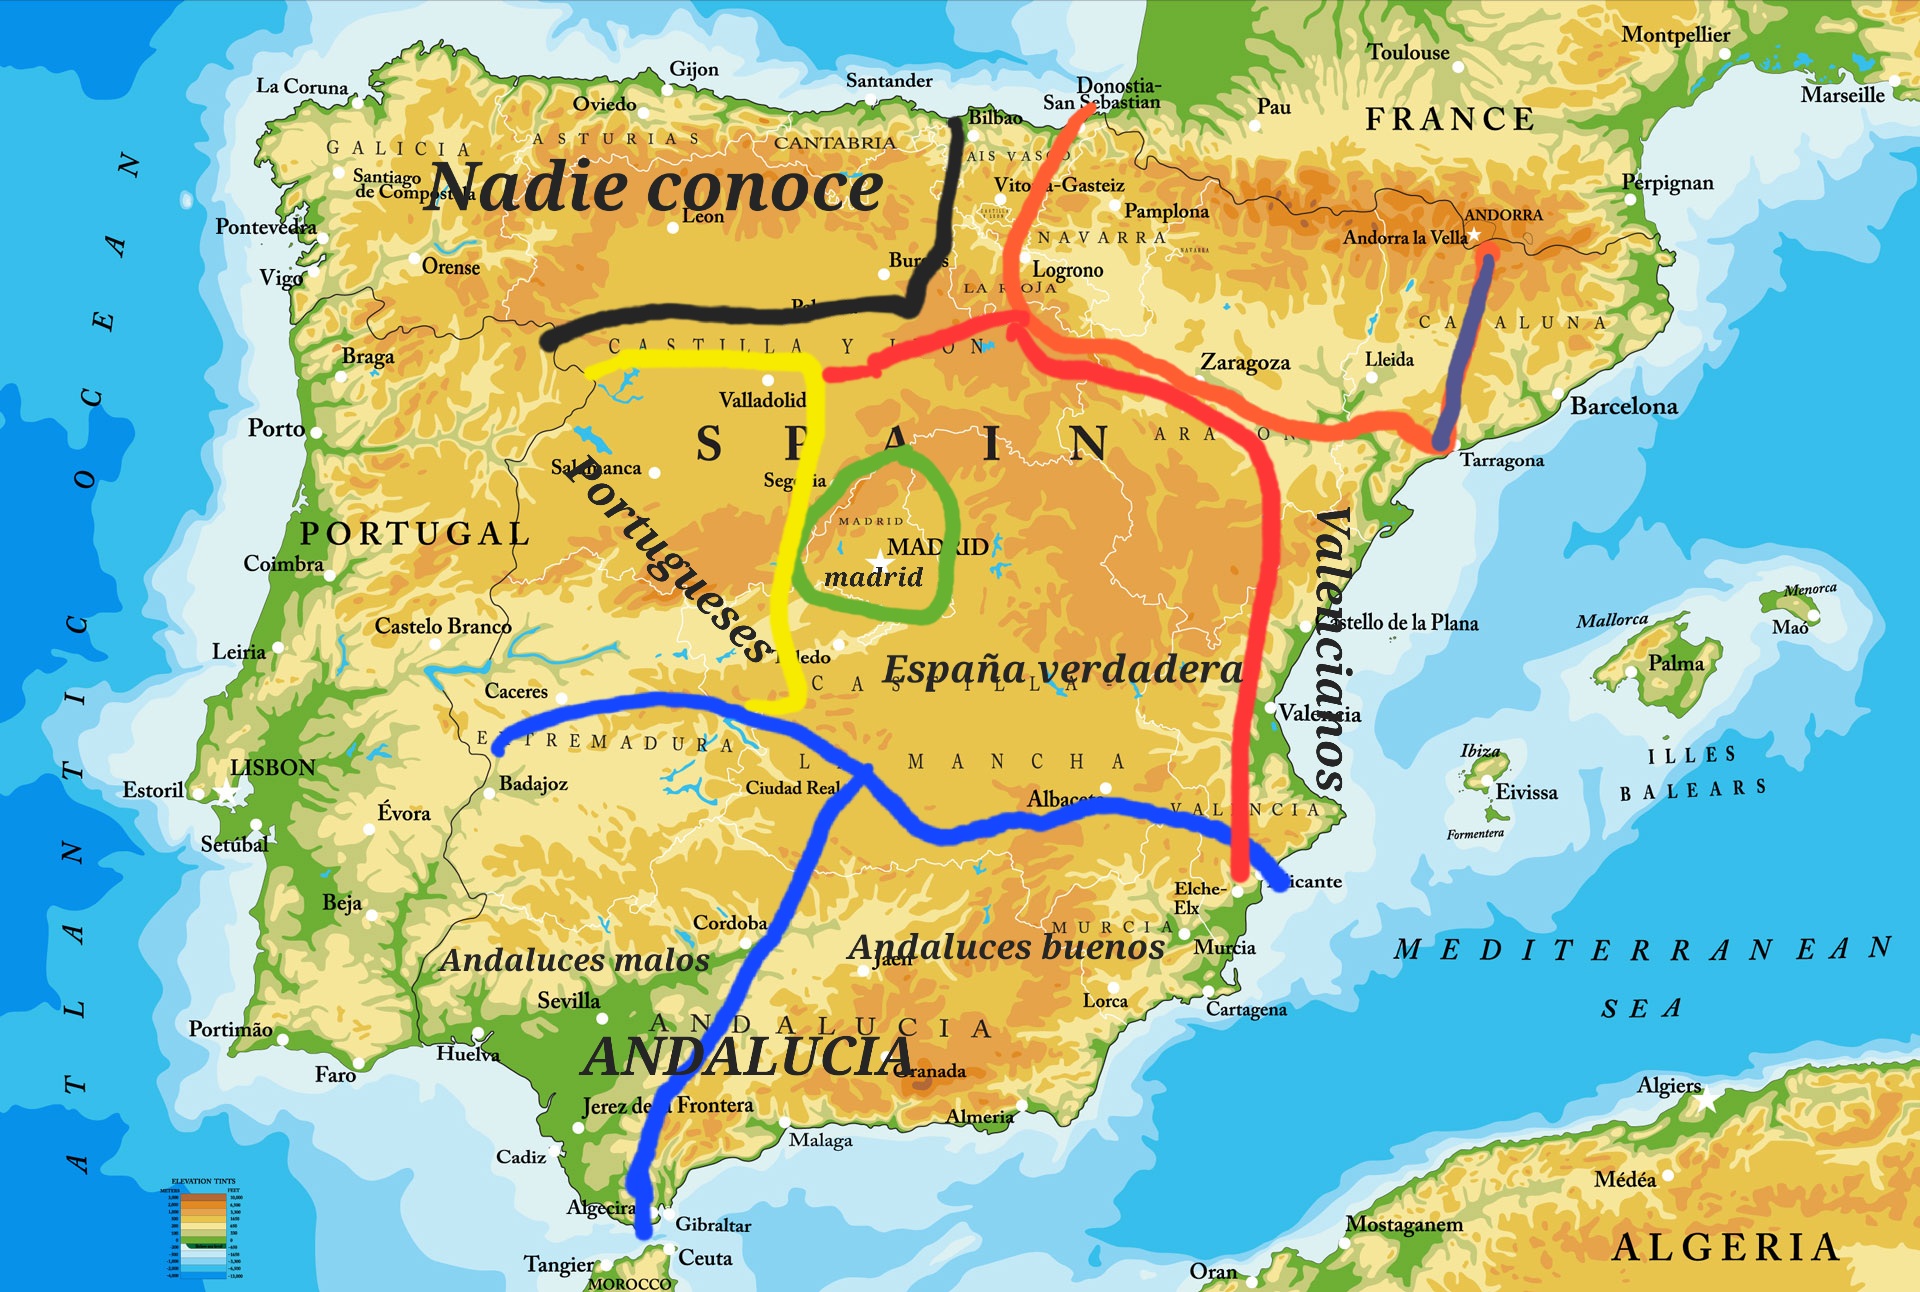 Montpellier
Toulouse
Marseille
La Coruna
Gijon
Santander
Donostia-
San Sebastian
Pau
FRANCE
Oviedo
Bilbao
GALICIA
ASTURIAS
CANTABRIA
AIS VASCO
Santiago
de Compostela
Nadie conoce
Vitoria-Gasteiz
Perpignan
Leon
Pamplona
ANDORRA
Pontevedra
NAVARRA
NAVARRA
Andorra la Vella
Vigo
Orense
Burgos
Logrono
LA RIOJA
CATALUNA
CASTILLA Y LEON
Braga
Zaragoza
Lleida
Valladolid
Barcelona
Porto
SPAIN
ARAGON
Salamanca
Segovia
Tarragona
PORTUGAL
MADRID
MADRID
madrid
Coimbra
Portugueses
Valencianos
Menorca
Mallorca
Maó
Castelo Branco
Castello de la Plana
Leiria
Toledo
España verdadera
Palma
CASTILLA
Caceres
Valencia
EXTREMADURA
LA MANCHA
Ibiza
ILLES
BALEARS
LISBON
Estoril
Badajoz
Ciudad Real
Albacete
Eivissa
VALENCIA
Formentera
Évora
Setúbal
Alicante
Elche-
Elx
Beja
Cordoba
MURCIA
Murcia
Andaluces malos
Andaluces buenos
Jaen
MEDITERRANEAN
SEA
Sevilla
Lorca
Cartagena
Portimão
ANDALUCIA
ANDALUCIA
Huelva
Faro
Granada
Algiers
Jerez de la Frontera
Almeria
Malaga
Cadiz
Médéa
ELEVATION TINTS
METERS
FEET
Algecira
Gibraltar
Mostaganem
Ceuta
Tangier
MOROCCO
Oran
ALGERIA
ATLANTIC OCEAN